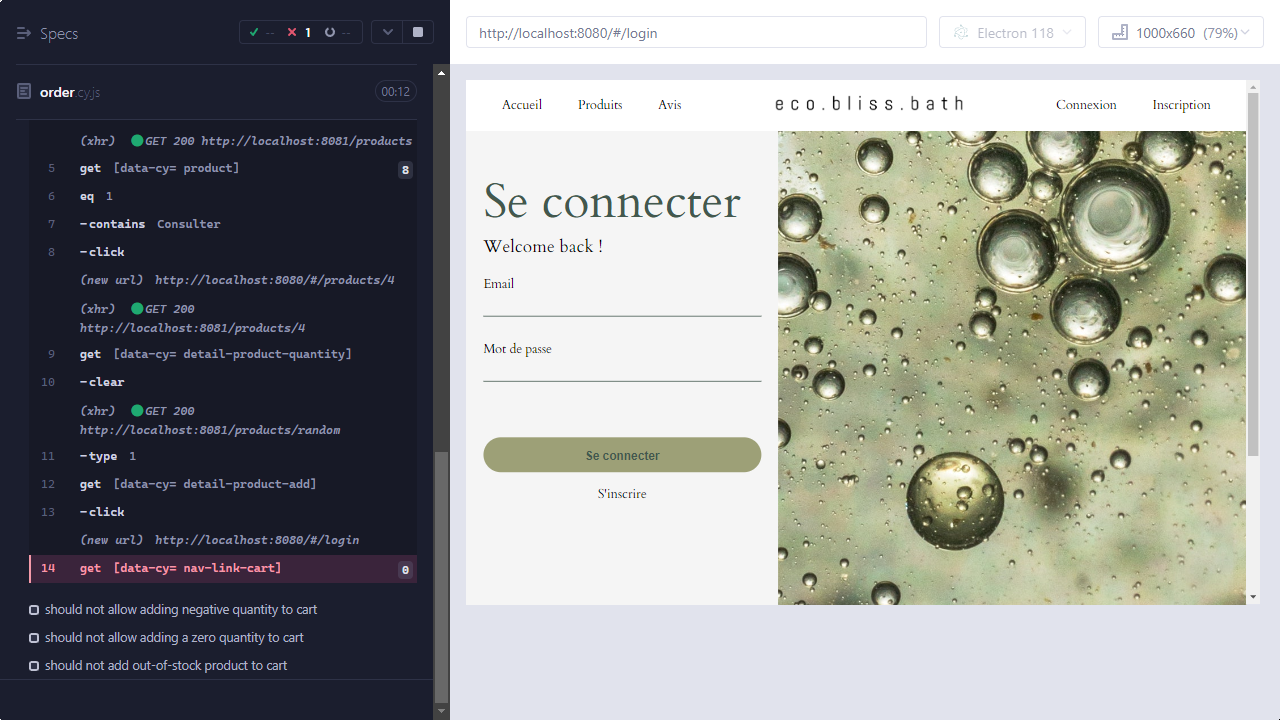 Specs
-- 1 --
order.cy.js 00:12
(xhr) GET 200 http://localhost:8081/products
5 get [data-cy= product] 8
6 eq 1
7 -contains Consulter
8 -click
(new url) http://localhost:8080/#/products/4
(xhr) GET 200
http://localhost:8081/products/4
9 get [data-cy= detail-product-quantity]
10 -clear
(xhr) GET 200
http://localhost:8081/products/random
11 -type 1
12 get [data-cy= detail-product-add]
13 -click
(new url) http://localhost:8080/#/login
14 get [data-cy= nav-link-cart] 0
should not allow adding negative quantity to cart
should not allow adding a zero quantity to cart
should not add out-of-stock product to cart
http://localhost:8080/#/login Electron 118 1000x660 (79%)
Accueil Produits Avis eco.bliss.bath Connexion Inscription
Se connecter
Welcome back !
Email
Mot de passe
Se connecter
S'inscrire